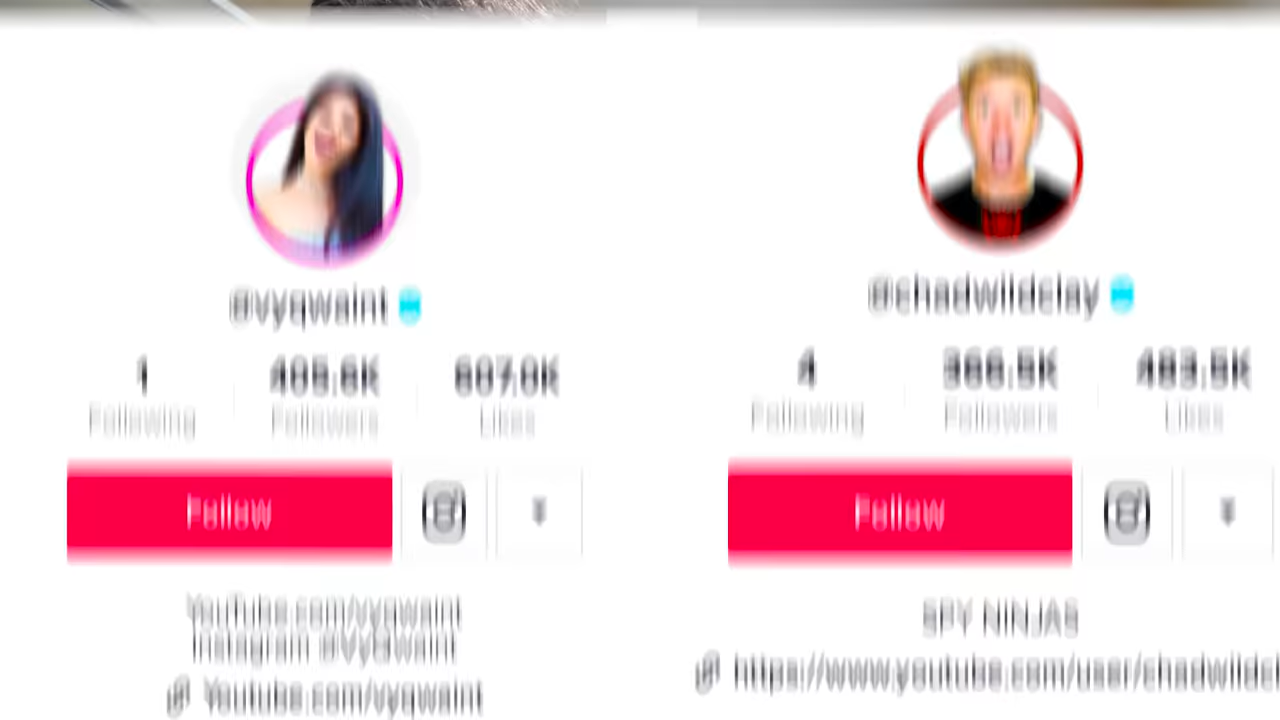 @vyqwaint
1 405.6K 607.0K
Following Followers Likes
Follow
YouTube.com/vyqwaint
Instagram @vyqwaint
Youtube.com/vyqwaint
@chadwildclay
4 366.5K 483.5K
Following Followers Likes
Follow
SPY NINJAS
https://www.youtube.com/user/chadwildcl